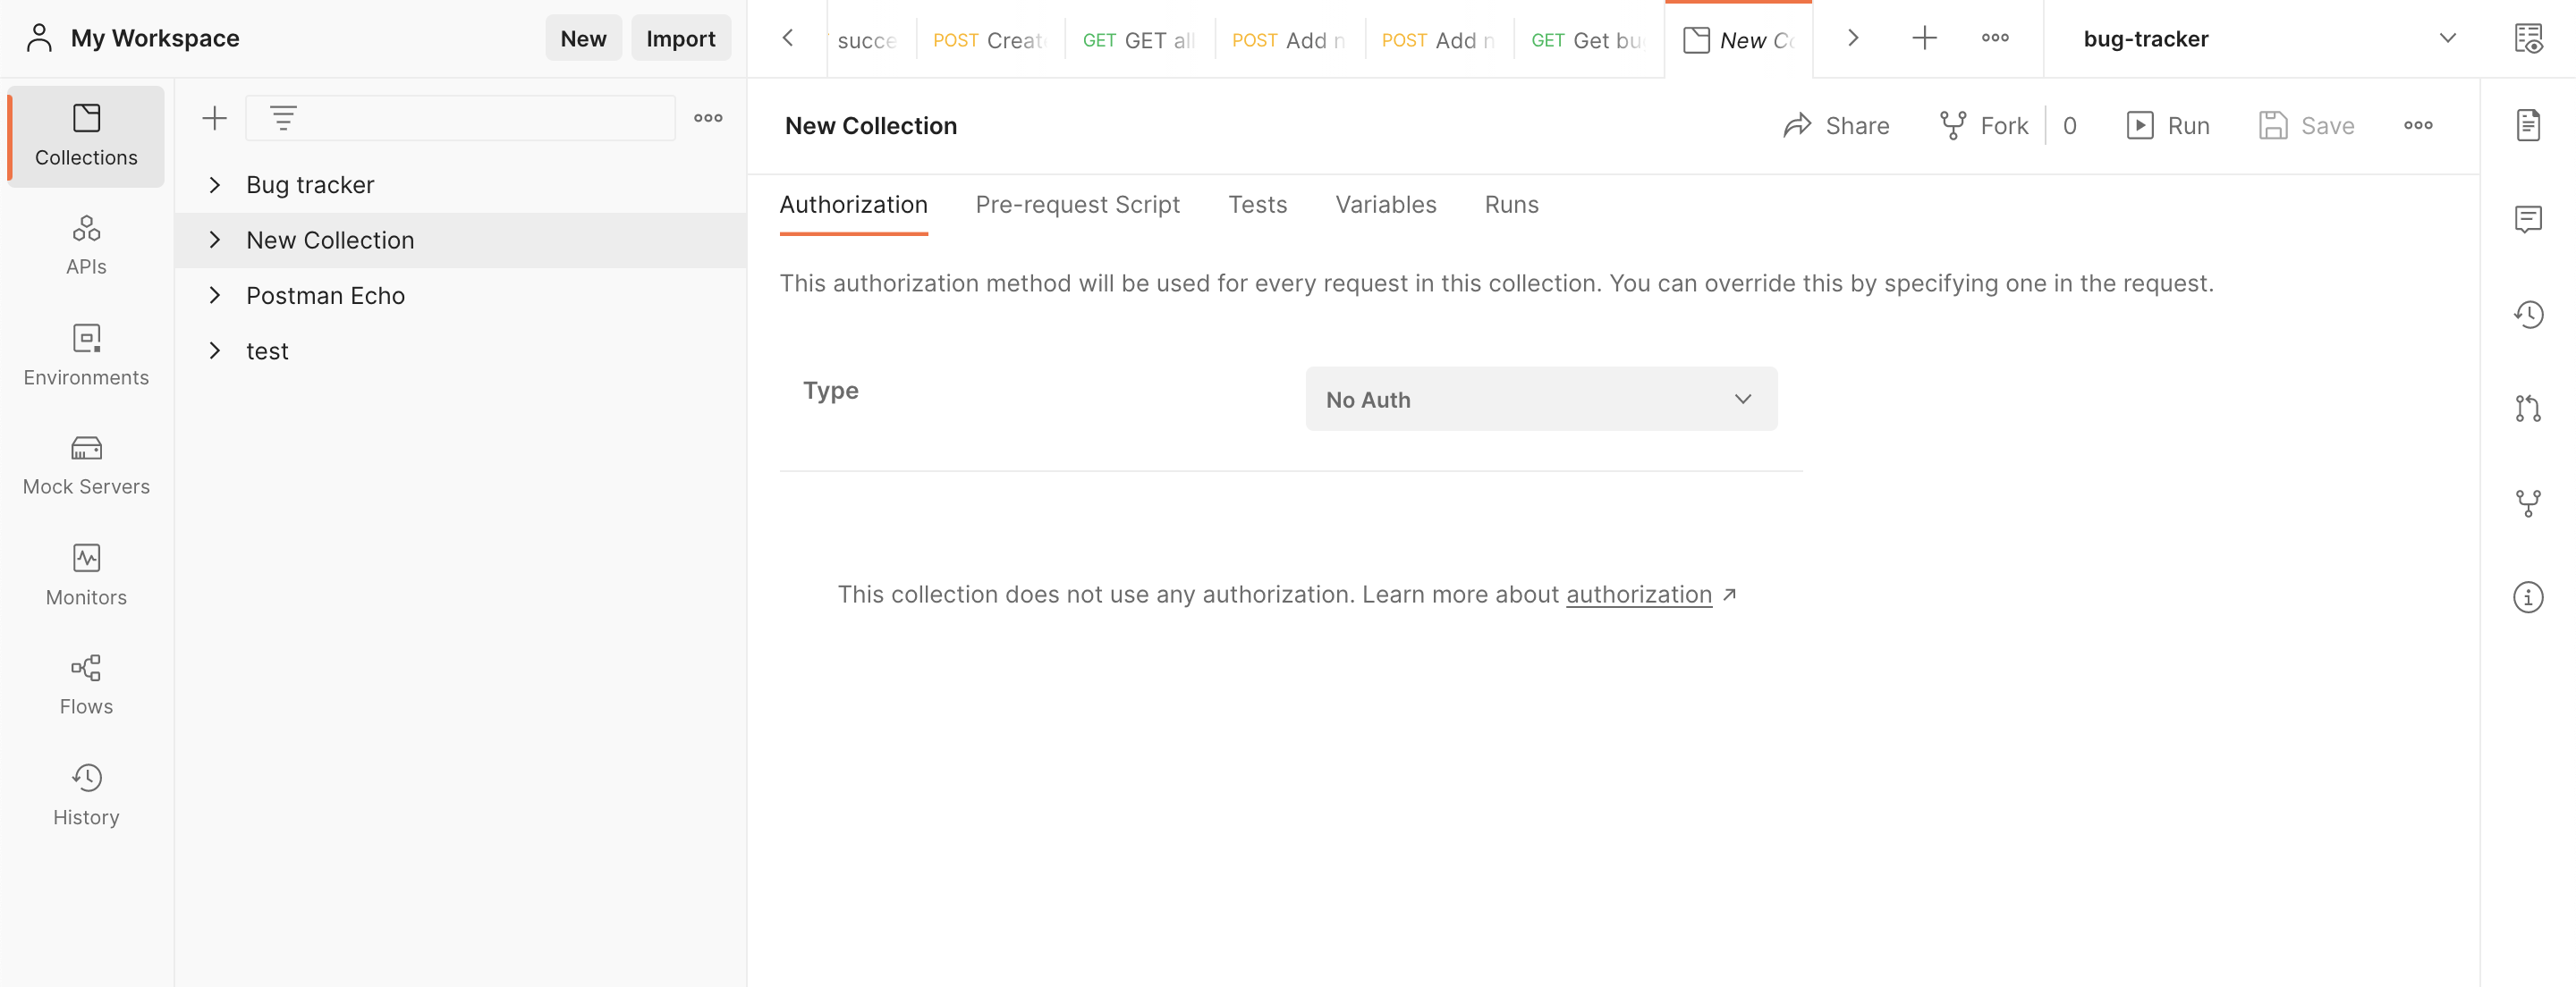 My Workspace
New
Import
succe
POST Creat
GET GET all
POST Add n
POST Add n
GET Get bu
New Co
bug-tracker
Collections
APIs
Environments
Mock Servers
Monitors
Flows
History
Bug tracker
New Collection
Postman Echo
test
New Collection
Share
Fork 0
Run
Save
Authorization Pre-request Script Tests Variables Runs
This authorization method will be used for every request in this collection. You can override this by specifying one in the request.
Type
No Auth
This collection does not use any authorization. Learn more about authorization ↗